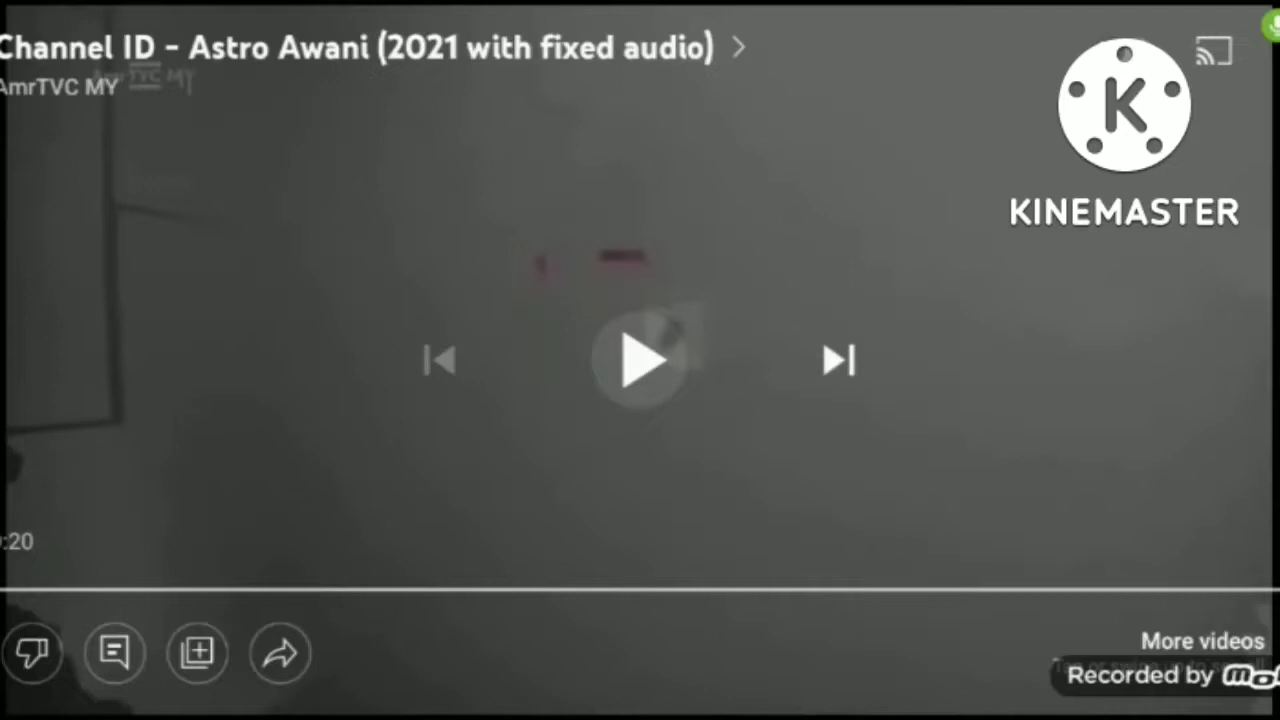 Channel ID - Astro Awani (2021 with fixed audio)
AmrTVC MY
K
KINEMASTER
:20
More videos
Recorded by